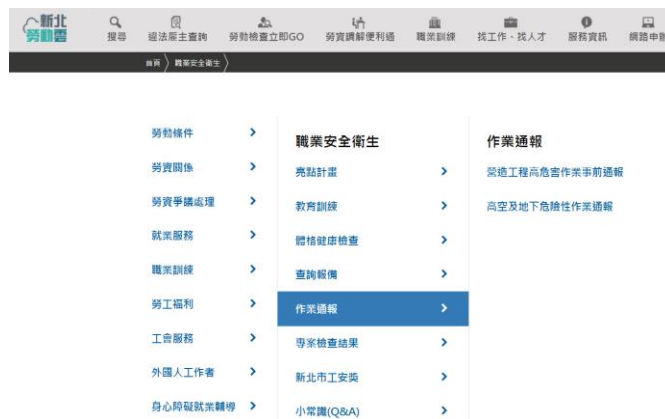 新北
勞動雲
搜尋
違法雇主查詢
勞動檢查立即GO
勞資調解便利通
職業訓練
找工作、找人才
服務資訊
網路申辦
首頁
職業安全衛生
勞動條件
勞資關係
勞資爭議處理
就業服務
職業訓練
勞工福利
工會服務
外國人工作者
身心障礙就業輔導
職業安全衛生
亮點計畫
教育訓練
體格健康檢查
查詢報備
作業通報
專案檢查結果
新北市工安獎
小常識(Q&A)
作業通報
營造工程高危害作業事前通報
高空及地下危險性作業通報